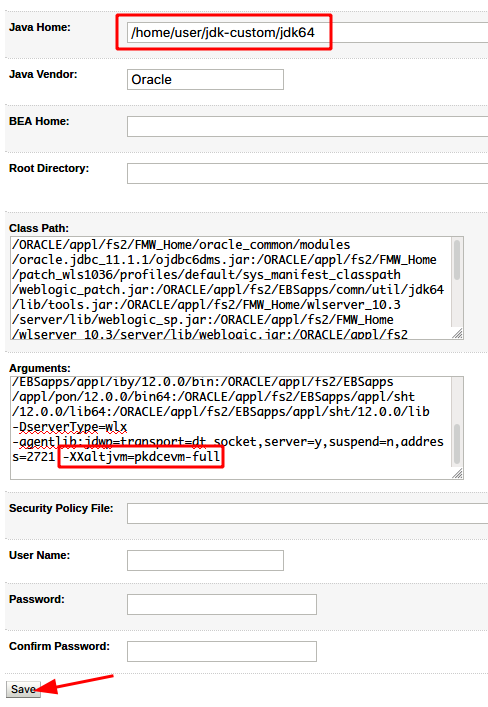 Java Home:
/home/user/jdk-custom/jdk64
Java Vendor:
Oracle
BEA Home:
Root Directory:
Class Path:
/ORACLE/appl/fs2/FMW_Home/oracle_common/modules
/oracle.jdbc_11.1.1/ojdbc6dms.jar:/ORACLE/appl/fs2/FMW_Home
/patch_wls1036/profiles/default/sys_manifest_classpath
/weblogic_patch.jar:/ORACLE/appl/fs2/EBSapps/comn/util/jdk64
/lib/tools.jar:/ORACLE/appl/fs2/FMW_Home/wlserver_10.3
/server/lib/weblogic_sp.jar:/ORACLE/appl/fs2/FMW_Home
/wlserver_10.3/server/lib/weblogic.jar:/ORACLE/appl/fs2
Arguments:
/EBSapps/appl/iby/12.0.0/bin:/ORACLE/appl/fs2/EBSapps
/appl/pon/12.0.0/bin64:/ORACLE/appl/fs2/EBSapps/appl/sht
/12.0.0/lib64:/ORACLE/appl/fs2/EBSapps/appl/sht/12.0.0/lib
-DserverType=wlx
-agentlib:jdwp=transport=dt_socket,server=y,suspend=n,addres
s=2721 -XXaltjvm=pkdcevm-full
Security Policy File:
User Name:
Password:
Confirm Password:
Save